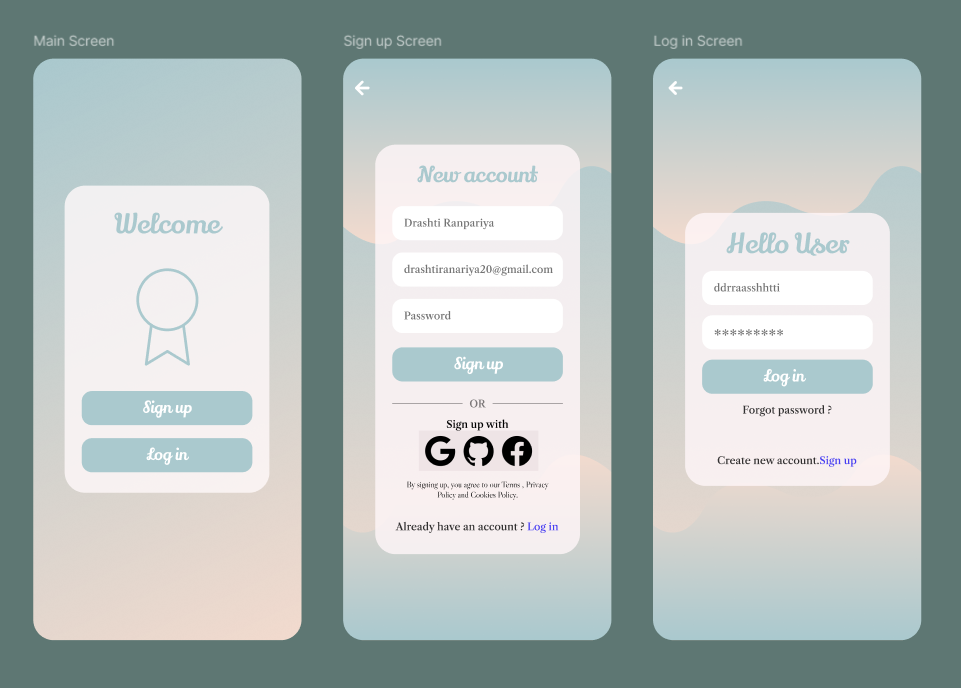 Main Screen
Welcome
Sign up
Log in
Sign up Screen
New account
Drashti Ranpariya
drashtiranariya20@gmail.com
Password
Sign up
OR
Sign up with
By signing up, you agree to our Terms , Privacy
Policy and Cookies Policy.
Already have an account ? Log in
Log in Screen
Hello User
ddrraasshhtti
*********
Log in
Forgot password ?
Create new account.Sign up